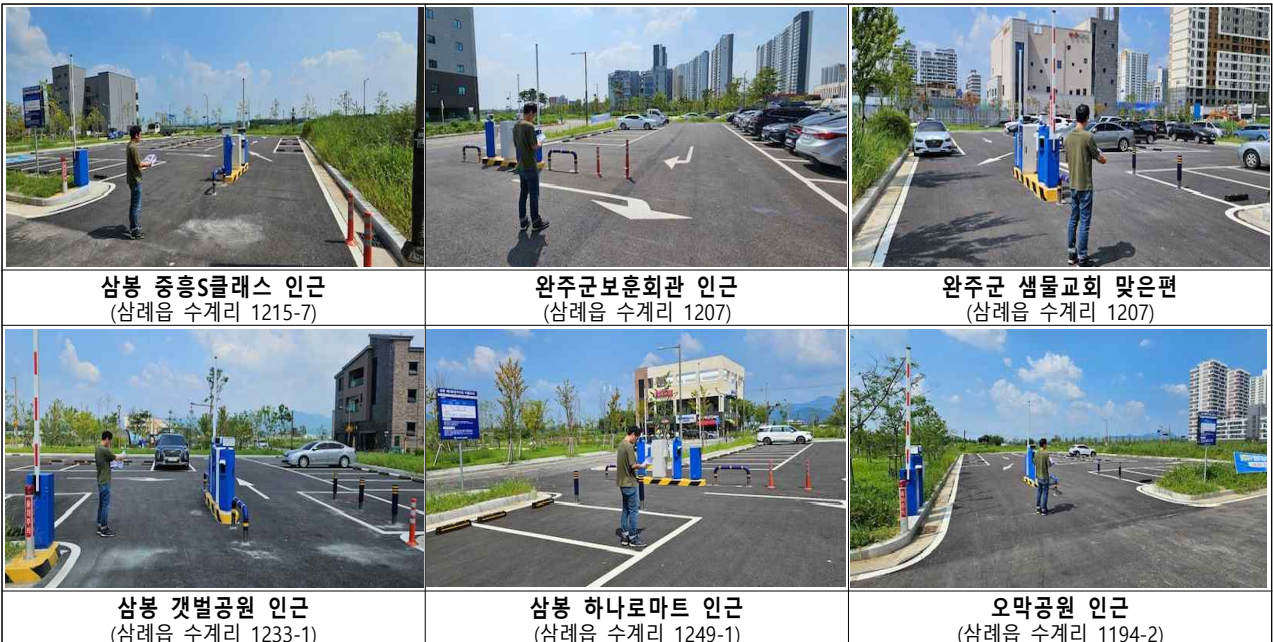 삼봉 중흥S클래스 인근
(삼례읍 수계리 1215-7)
완주군보훈회관 인근
(삼례읍 수계리 1207)
완주군 샘물교회 맞은편
(삼례읍 수계리 1207)
삼봉 갯벌공원 인근
(삼례읍 수계리 1233-1)
삼봉 하나로마트 인근
(삼례읍 수계리 1249-1)
오막공원 인근
(삼례읍 수계리 1194-2)